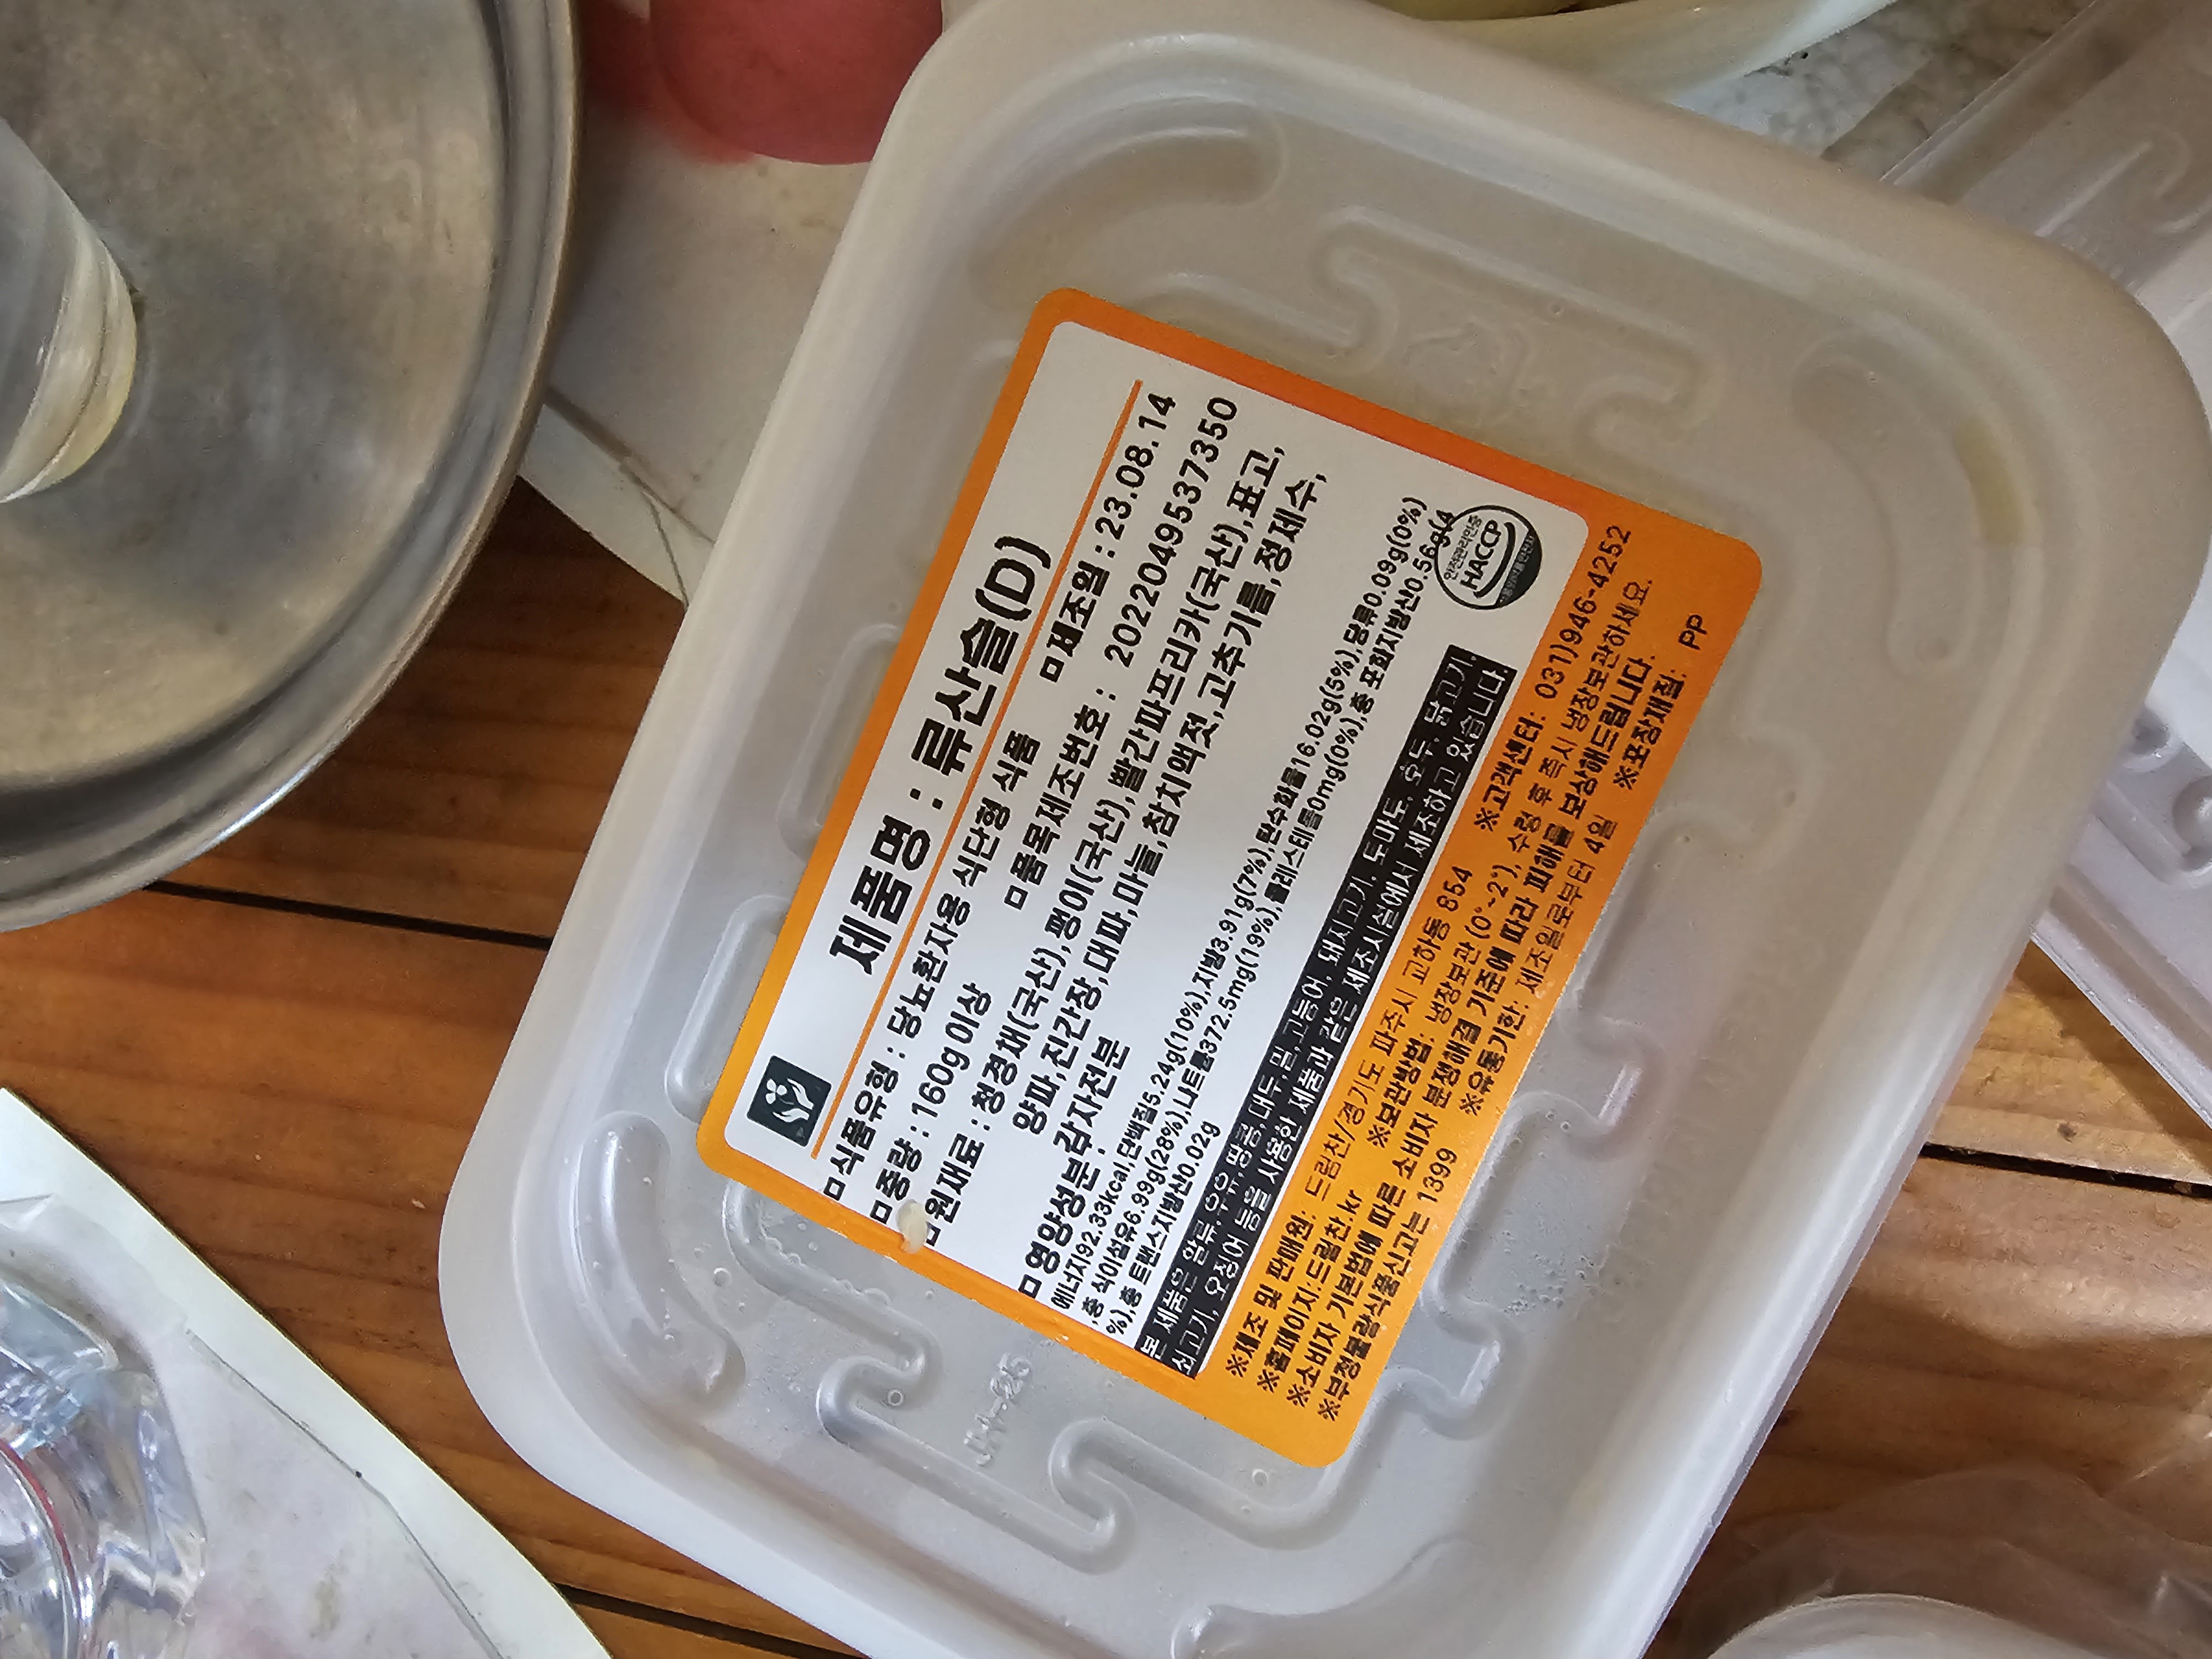 제품명 : 류산슬(D)
□식품유형 : 당뇨환자용 식단형 식품 □제조일 : 23.08.14
□중량 : 160g이상 □품목제조번호 : 20220495373​50
□원재료 : 청경채(국산),팽이(국산),빨간파프리카(국산),표고,
양파,진간장,대파,마늘,참치액젓,고추기름,정제수,
감자전분
□영양성분 :
에너지92.33kcal,단백질5.24g(10%),지방3.91g(7%),탄수화물16.02g(5%),당류0.09g(0%)
,총 식이섬유6.99g(28%),나트륨372.5mg(19%),콜레스테롤0mg(0%),총 포화지방산0.56g(4
%),총 트랜스지방산0.02g
안전관리인증
HACCP
본 제품은 알류,우유,땅콩,대두,밀,고등어, 돼지고기, 토마토, 호두, 닭고기,
쇠고기, 오징어 등을 사용한 제품과 같은 제조시설에서 제조하고 있습니다.
※제조 및 판매원: 드림찬/경기도 파주시 교하동 854 ※고객센터: 031)946-4252
※홈페이지:드림찬.kr ※보관방법: 냉장보관(0°~2°), 수령 후 즉시 냉장보관하세요.
※소비자 기본법에 따른 소비자 분쟁해결 기준에 따라 피해를 보상해드립니다.
※부정불량식품신고는 1399 ※유통기한: 제조일로부터 4일 ※포장재질: PP